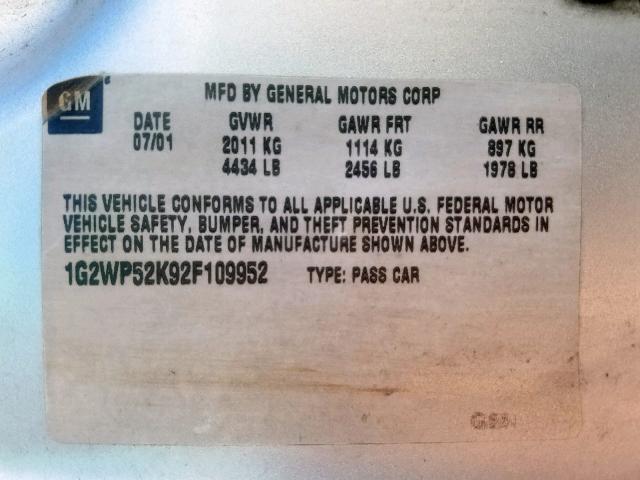 GM
MFD BY GENERAL MOTORS CORP
DATE GVWR GAWR FRT GAWR RR
07/01 2011 KG 1114 KG 897 KG
4434 LB 2456 LB 1978 LB
THIS VEHICLE CONFORMS TO ALL APPLICABLE U.S. FEDERAL MOTOR
VEHICLE SAFETY, BUMPER, AND THEFT PREVENTION STANDARDS IN
EFFECT ON THE DATE OF MANUFACTURE SHOWN ABOVE.
1G2WP52K92F109952 TYPE: PASS CAR